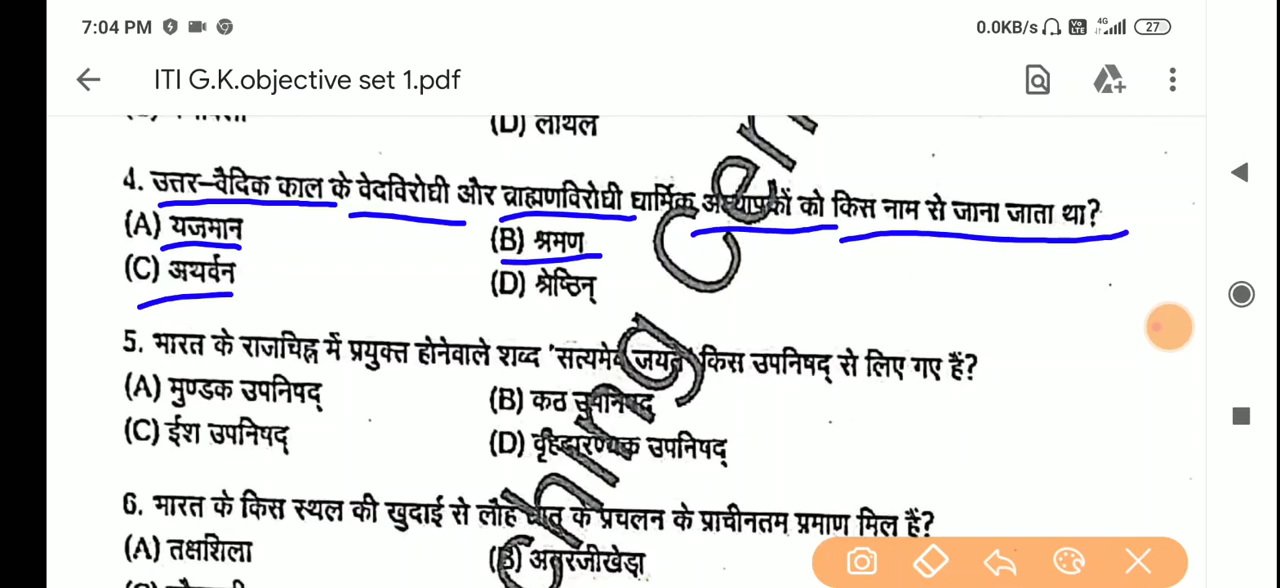 7:04 PM
0.0KB/s
Vo LTE
4G
27
ITI G.K.objective set 1.pdf
(D) लोथल
4. उत्तर-वैदिक काल के वेदविरोधी और ब्राह्मणविरोधी धार्मिक अध्यापकों को किस नाम से जाना जाता था?
(A) यजमान (B) श्रमण
(C) अथर्वन (D) श्रेष्ठिन्
5. भारत के राजचिह्न में प्रयुक्त होनेवाले शब्द 'सत्यमेव जयते' किस उपनिषद् से लिए गए हैं?
(A) मुण्डक उपनिषद् (B) कठ उपनिषद्
(C) ईश उपनिषद् (D) वृहदारण्यक उपनिषद्
6. भारत के किस स्थल की खुदाई से लौह धातु के प्रचलन के प्राचीनतम प्रमाण मिले हैं?
(A) तक्षशिला (B) अतरंजीखेड़ा